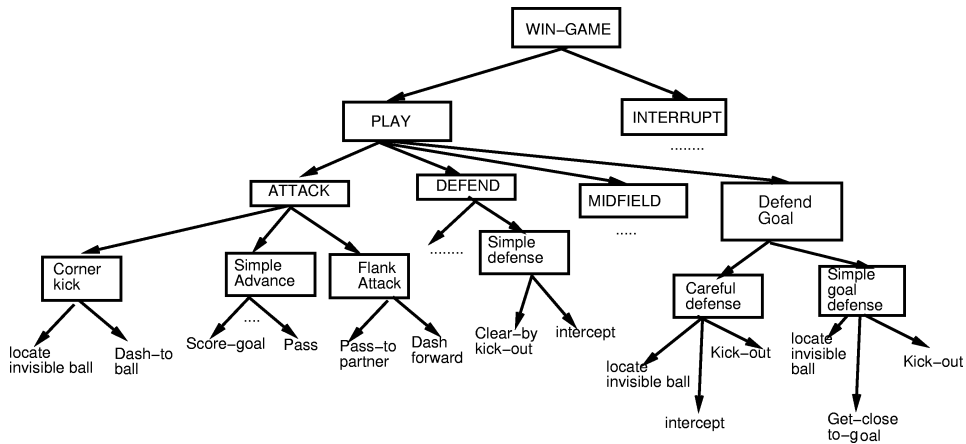 WIN-GAME
PLAY
INTERRUPT
........
ATTACK
DEFEND
MIDFIELD
.....
Defend
Goal
Corner
kick
Simple
Advance
Flank
Attack
........
Simple
defense
Careful
defense
Simple
goal
defense
locate
invisible ball
Dash-to
ball
....
Score-goal
Pass
Pass-to
partner
Dash
forward
Clear-by
kick-out
intercept
locate
invisible ball
intercept
Kick-out
locate
invisible
ball
Get-close
to-goal
Kick-out